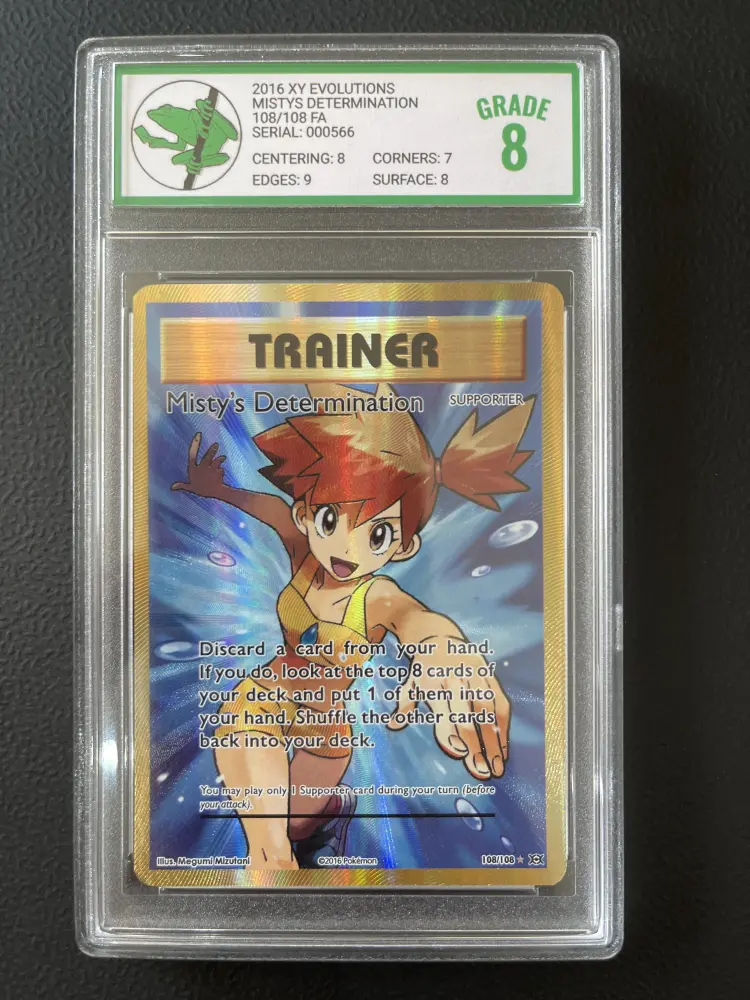 2016 XY EVOLUTIONS
MISTYS DETERMINATION
108/108 FA
SERIAL: 000566
CENTERING: 8 CORNERS: 7
EDGES: 9 SURFACE: 8
GRADE
8
TRAINER
Misty's Determination SUPPORTER
Discard a card from your hand.
If you do, look at the top 8 cards of
your deck and put 1 of them into
your hand. Shuffle the other cards
back into your deck.
You may play only 1 Supporter card during your turn (before
your attack).
Illus. Megumi Mizutani ©2016 Pokémon 108/108 ★ XY